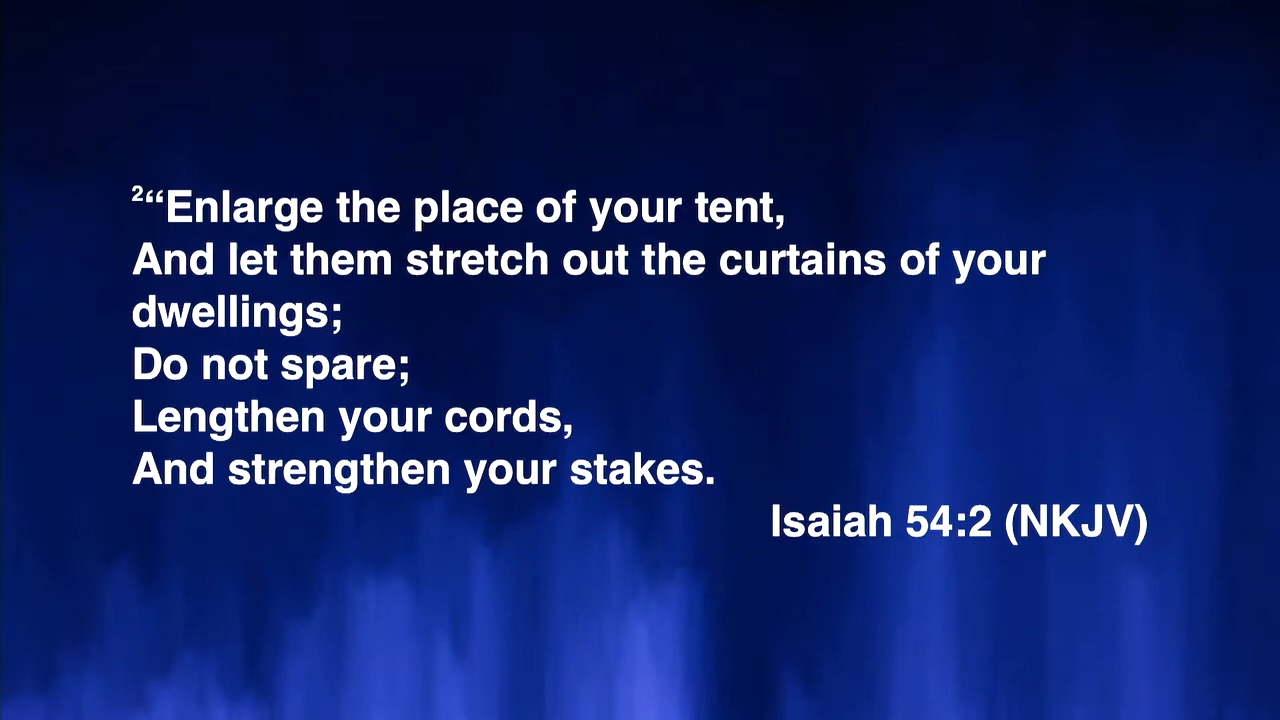 ²“Enlarge the place of your tent,
And let them stretch out the curtains of your
dwellings;
Do not spare;
Lengthen your cords,
And strengthen your stakes.
Isaiah 54:2 (NKJV)